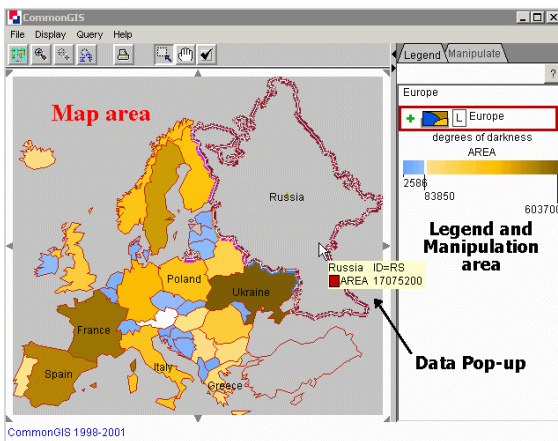 CommonGIS
File Display Query Help
Legend Manipulate
?
Map area
Europe
+ L Europe
degrees of darkness
AREA
2586
83850
603700
Russia
Legend and
Manipulation
area
Russia ID=RS
AREA 17075200
Poland
Ukraine
France
Data Pop-up
Italy
Spain
Greece
CommonGIS 1998-2001